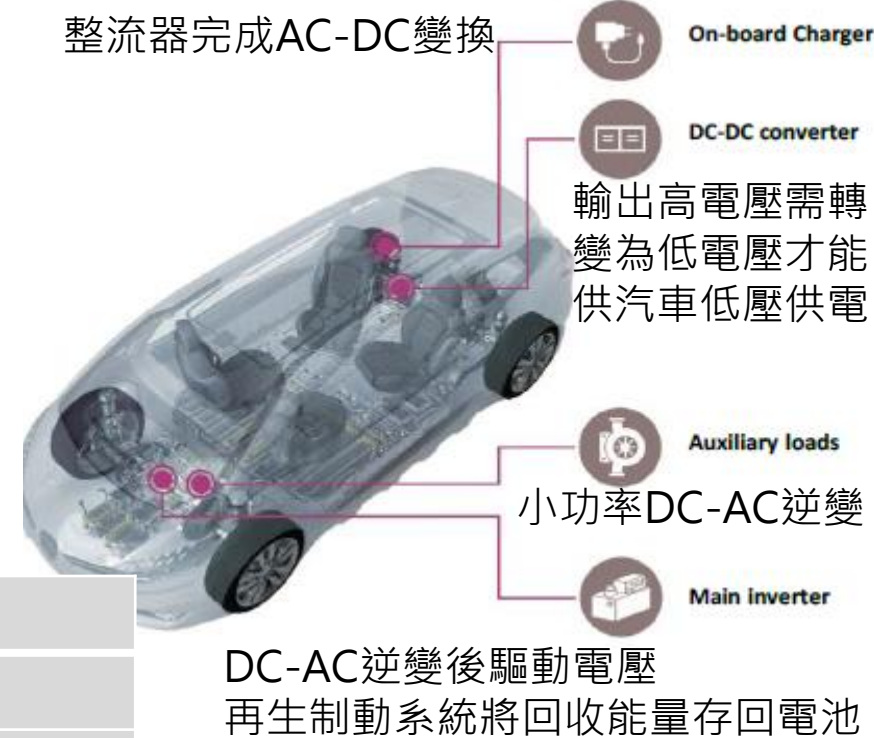 整流器完成AC-DC變換
On-board Charger
DC-DC converter
輸出高電壓需轉
變為低電壓才能
供汽車低壓供電
Auxiliary loads
小功率DC-AC逆變
Main inverter
DC-AC逆變後驅動電壓
再生制動系統將回收能量存回電池